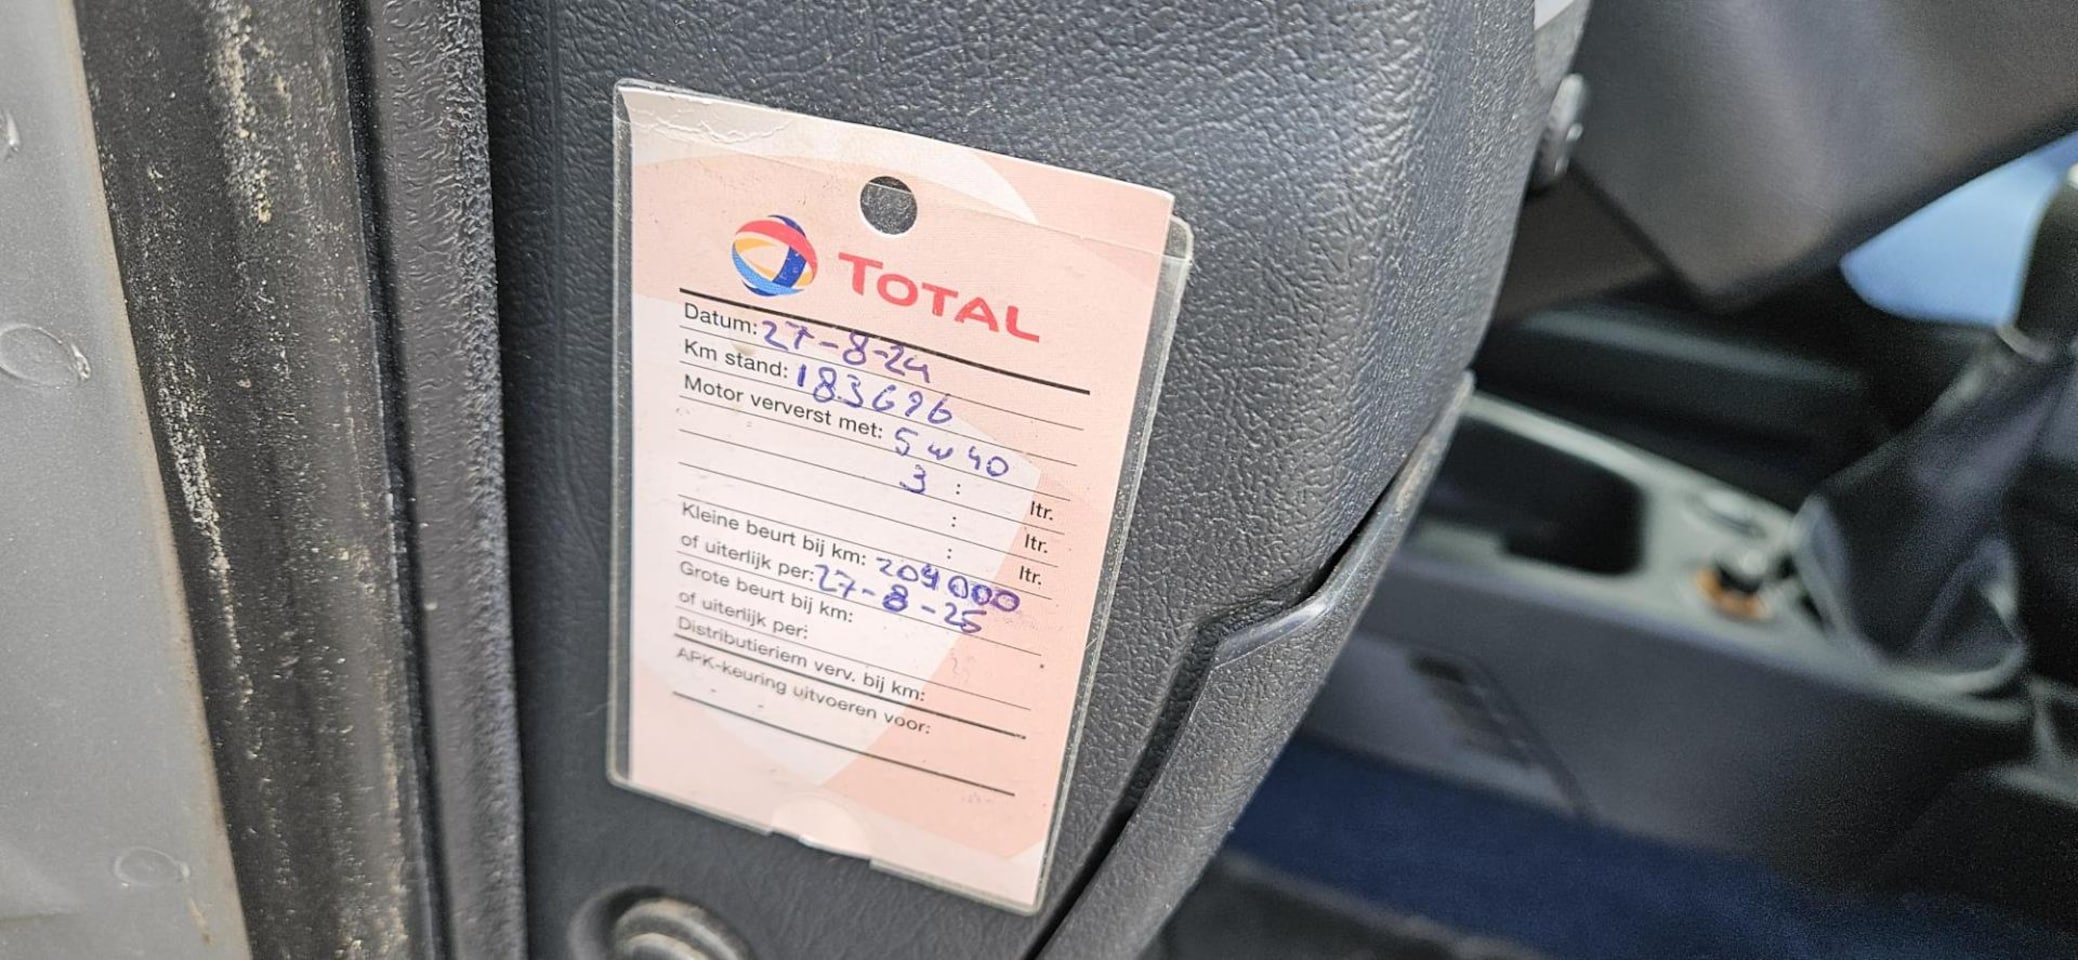 TOTAL
Datum: 27-8-24
Km stand: 183696
Motor ververst met: 5w40
3 : ltr.
: ltr.
: ltr.
Kleine beurt bij km: 209000
of uiterlijk per: 27-8-25
Grote beurt bij km:
of uiterlijk per:
Distributieriem verv. bij km:
APK-keuring uitvoeren voor: